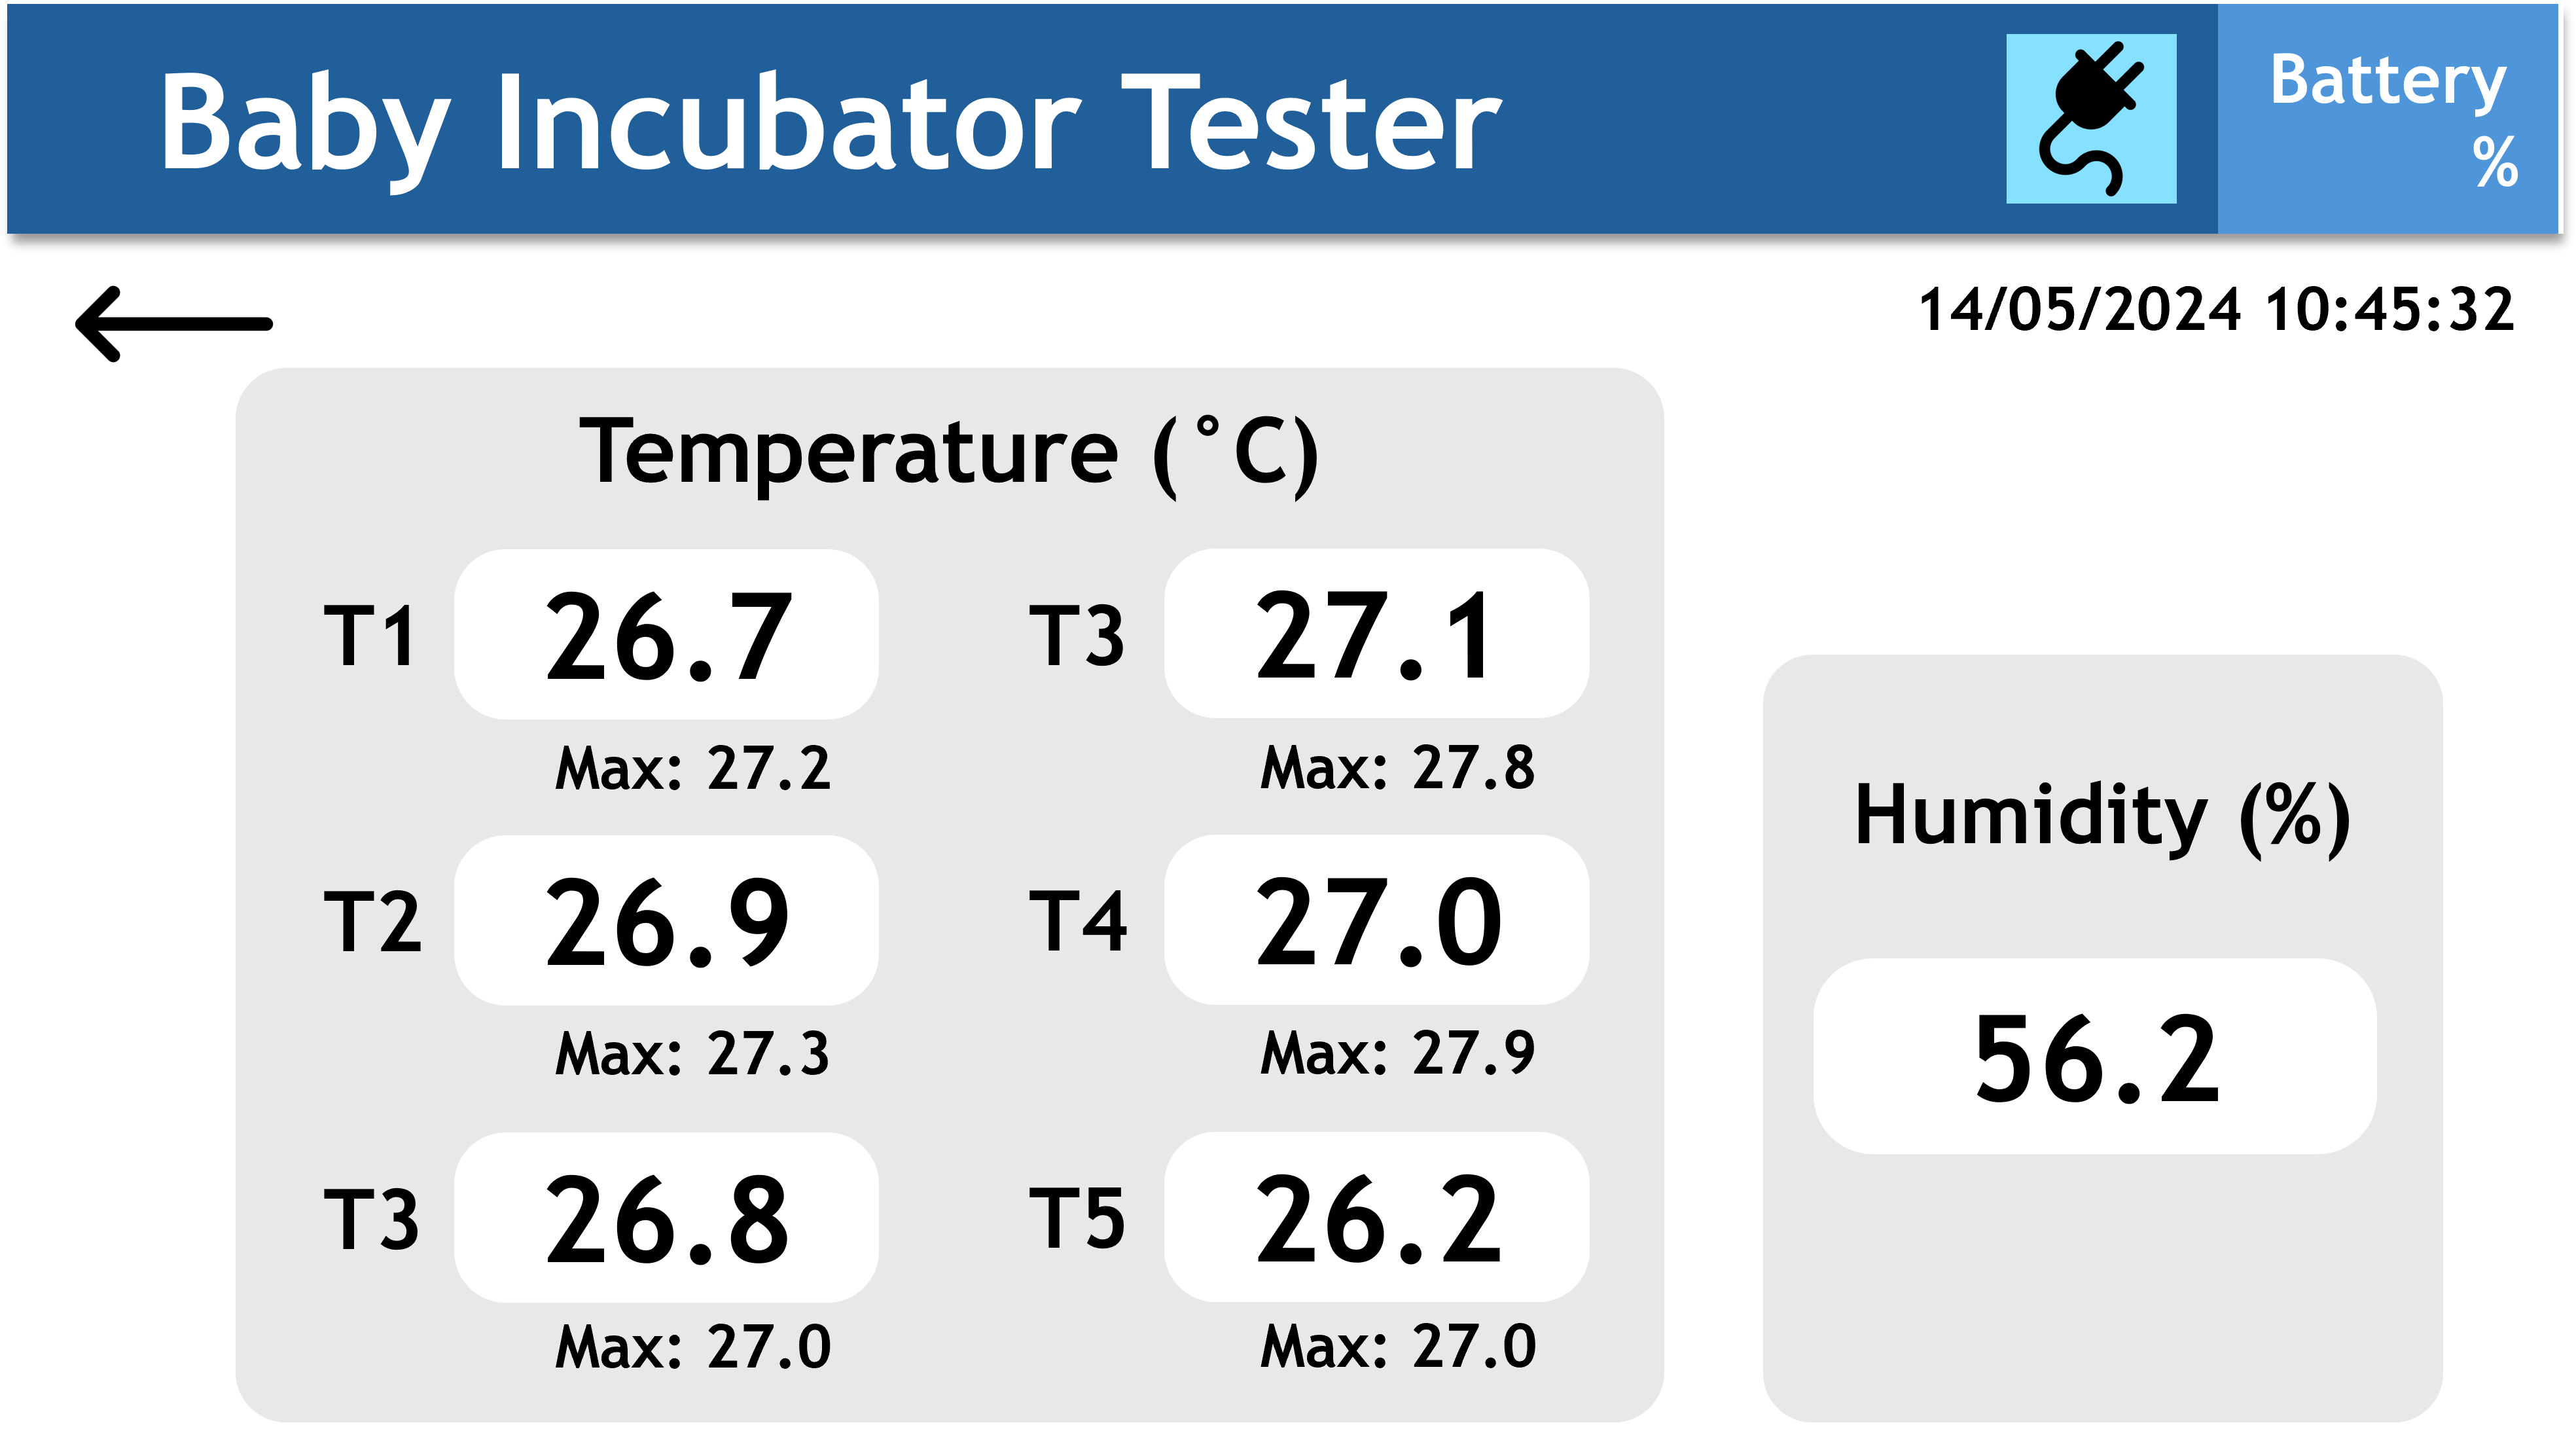 Baby Incubator Tester
Battery
%
14/05/2024 10:45:32
Temperature (°C)
T1 26.7
Max: 27.2
T2 26.9
Max: 27.3
T3 26.8
Max: 27.0
T3 27.1
Max: 27.8
T4 27.0
Max: 27.9
T5 26.2
Max: 27.0
Humidity (%)
56.2